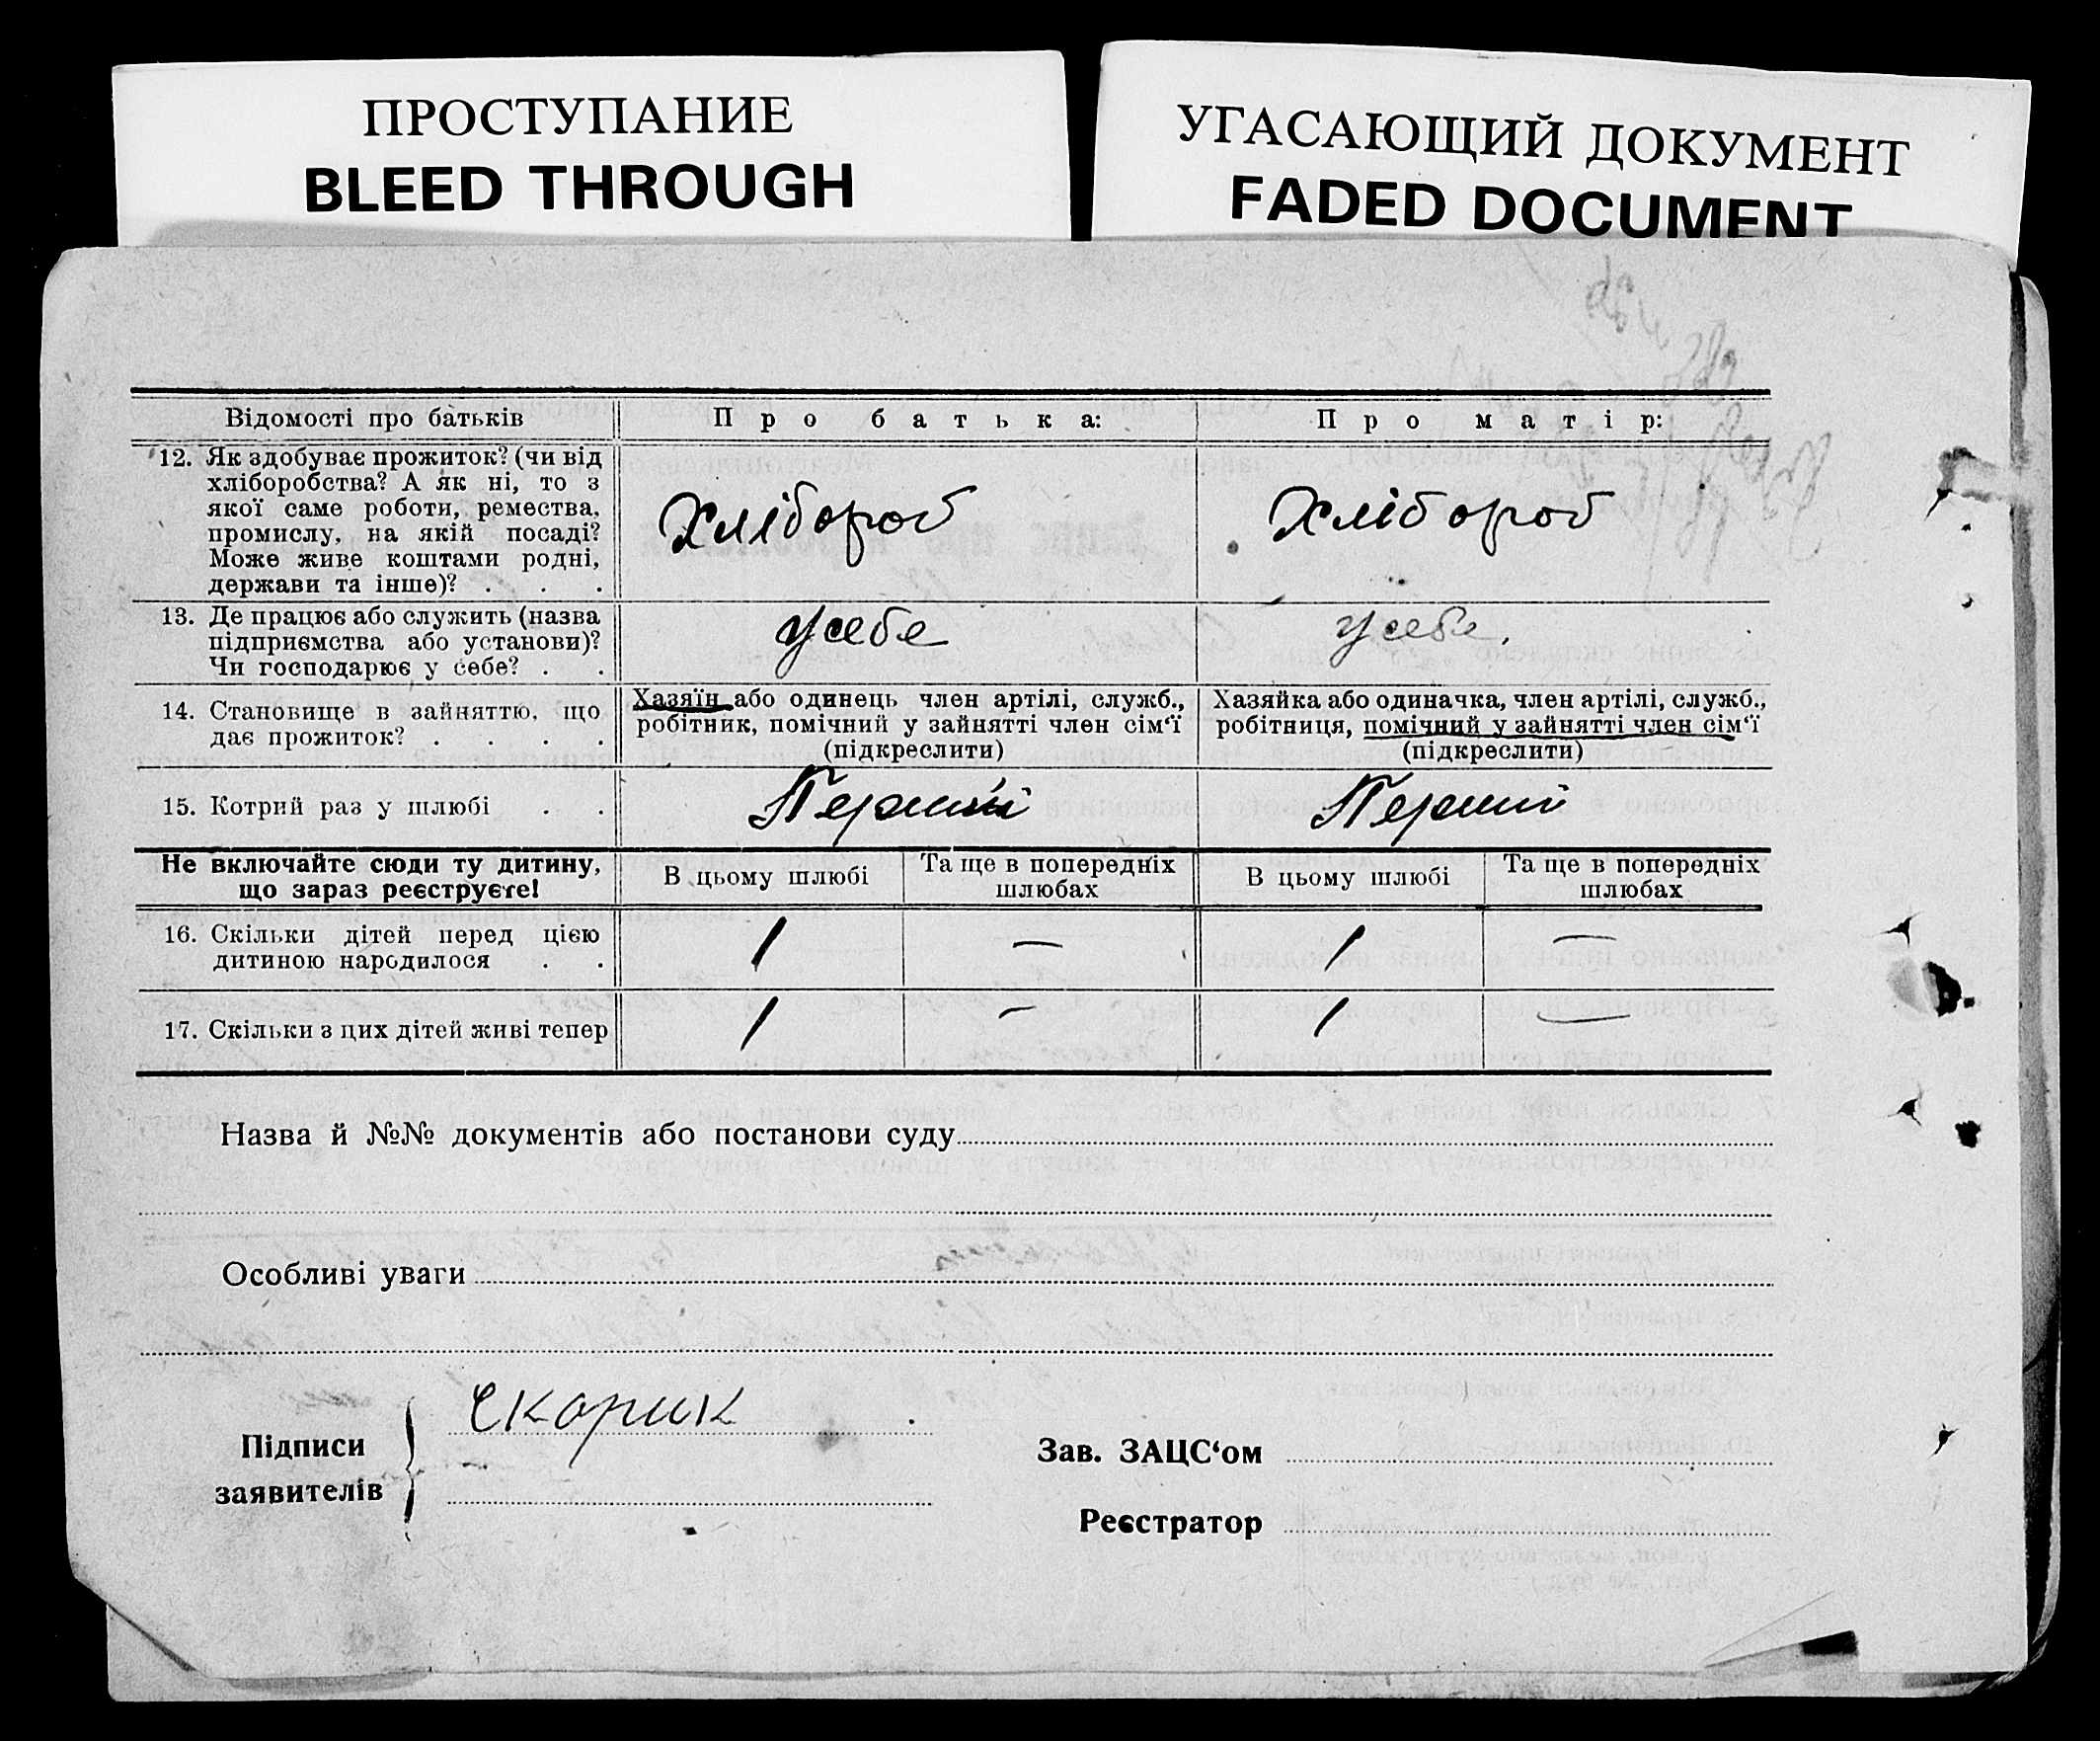 ПРОСТУПАНИЕ
BLEED THROUGH
УГАСАЮЩИЙ ДОКУМЕНТ
FADED DOCUMENT
Відомості про батьків
Про батька:
Про матір:
12. Як здобуває прожиток? (чи від
хліборобства? А як ні, то з
якої саме роботи, ремества,
промислу, на якій посаді?
Може живе коштами родні,
держави та інше)? . . .
Хлібороб
Хлібороб
13. Де працює або служить (назва
підприємства або установи)?
Чи господарює у себе? . .
У себе
У себе.
14. Становище в зайняттю, що
дає прожиток? . . . .
Хазяїн або одинець член артілі, служб.,
робітник, помічний у зайнятті член сім‘ї
(підкреслити)
Хазяйка або одиначка, член артілі, служб.,
робітниця, помічний у зайнятті член сім‘ї
(підкреслити)
15. Котрий раз у шлюбі . .
Перший
Перший
Не включайте сюди ту дитину,
що зараз реєструєте!
В цьому шлюбі
Та ще в попередніх
шлюбах
В цьому шлюбі
Та ще в попередніх
шлюбах
16. Скільки дітей перед цією
дитиною народилося . .
1 — 1 —
17. Скільки з цих дітей живі тепер
1 — 1 —
Назва й №№ документів або постанови суду
Особливі уваги
Підписи
заявителів
Скорик
Зав. ЗАЦС‘ом
Реєстратор